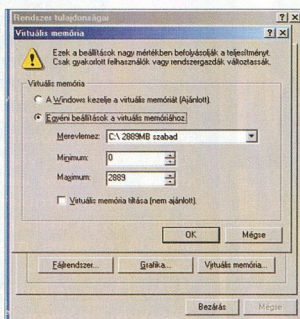 Rendszer tulajdonságai
Virtuális memória
Ezek a beállítások nagy mértékben befolyásolják a teljesítményt.
Csak gyakorlott felhasználók vagy rendszergazdák változtassák.
Virtuális memória
A Windows kezelje a virtuális memóriát (Ajánlott).
Egyéni beállítások a virtuális memóriához
Merevlemez: C:\ 2889MB szabad
Minimum: 0
Maximum: 2889
Virtuális memória tiltása (nem ajánlott).
OK Mégse
Fájlrendszer... Grafika... Virtuális memória...
Bezárás Mégse